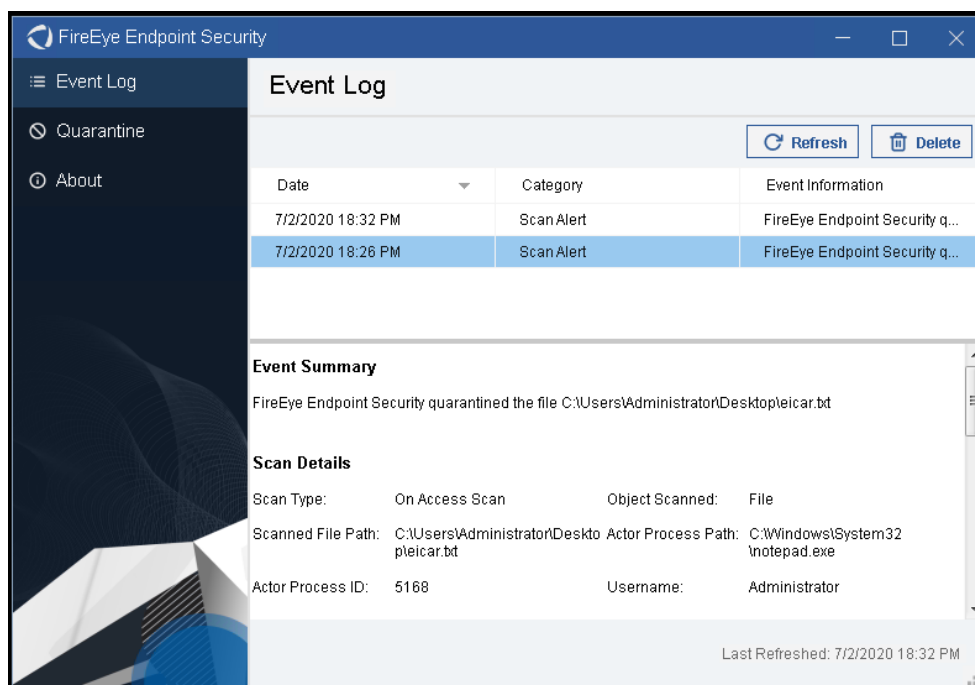 FireEye Endpoint Security
Event Log
Quarantine
About
Event Log
Refresh
Delete
Date Category Event Information
7/2/2020 18:32 PM Scan Alert FireEye Endpoint Security q...
7/2/2020 18:26 PM Scan Alert FireEye Endpoint Security q...
Event Summary
FireEye Endpoint Security quarantined the file C:\Users\Administrator\Desktop\eicar.txt
Scan Details
Scan Type: On Access Scan Object Scanned: File
Scanned File Path: C:\Users\Administrator\Deskto Actor Process Path: C:\Windows\System32
p\eicar.txt \notepad.exe
Actor Process ID: 5168 Username: Administrator
Last Refreshed: 7/2/2020 18:32 PM